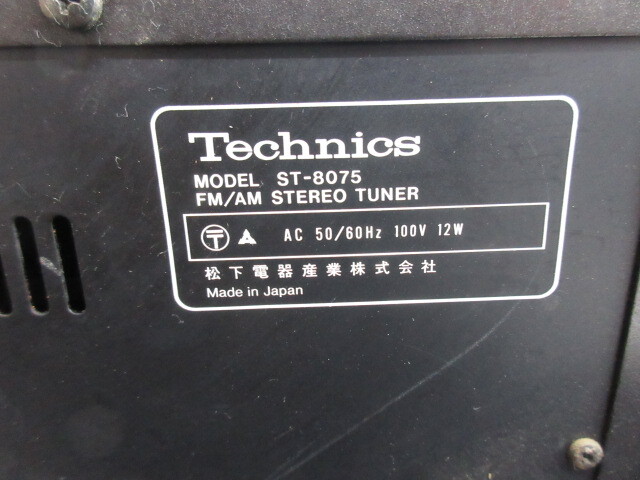 Technics
MODEL ST-8075
FM/AM STEREO TUNER
〒 AC 50/60Hz 100V 12W
松下電器産業株式会社
Made in Japan